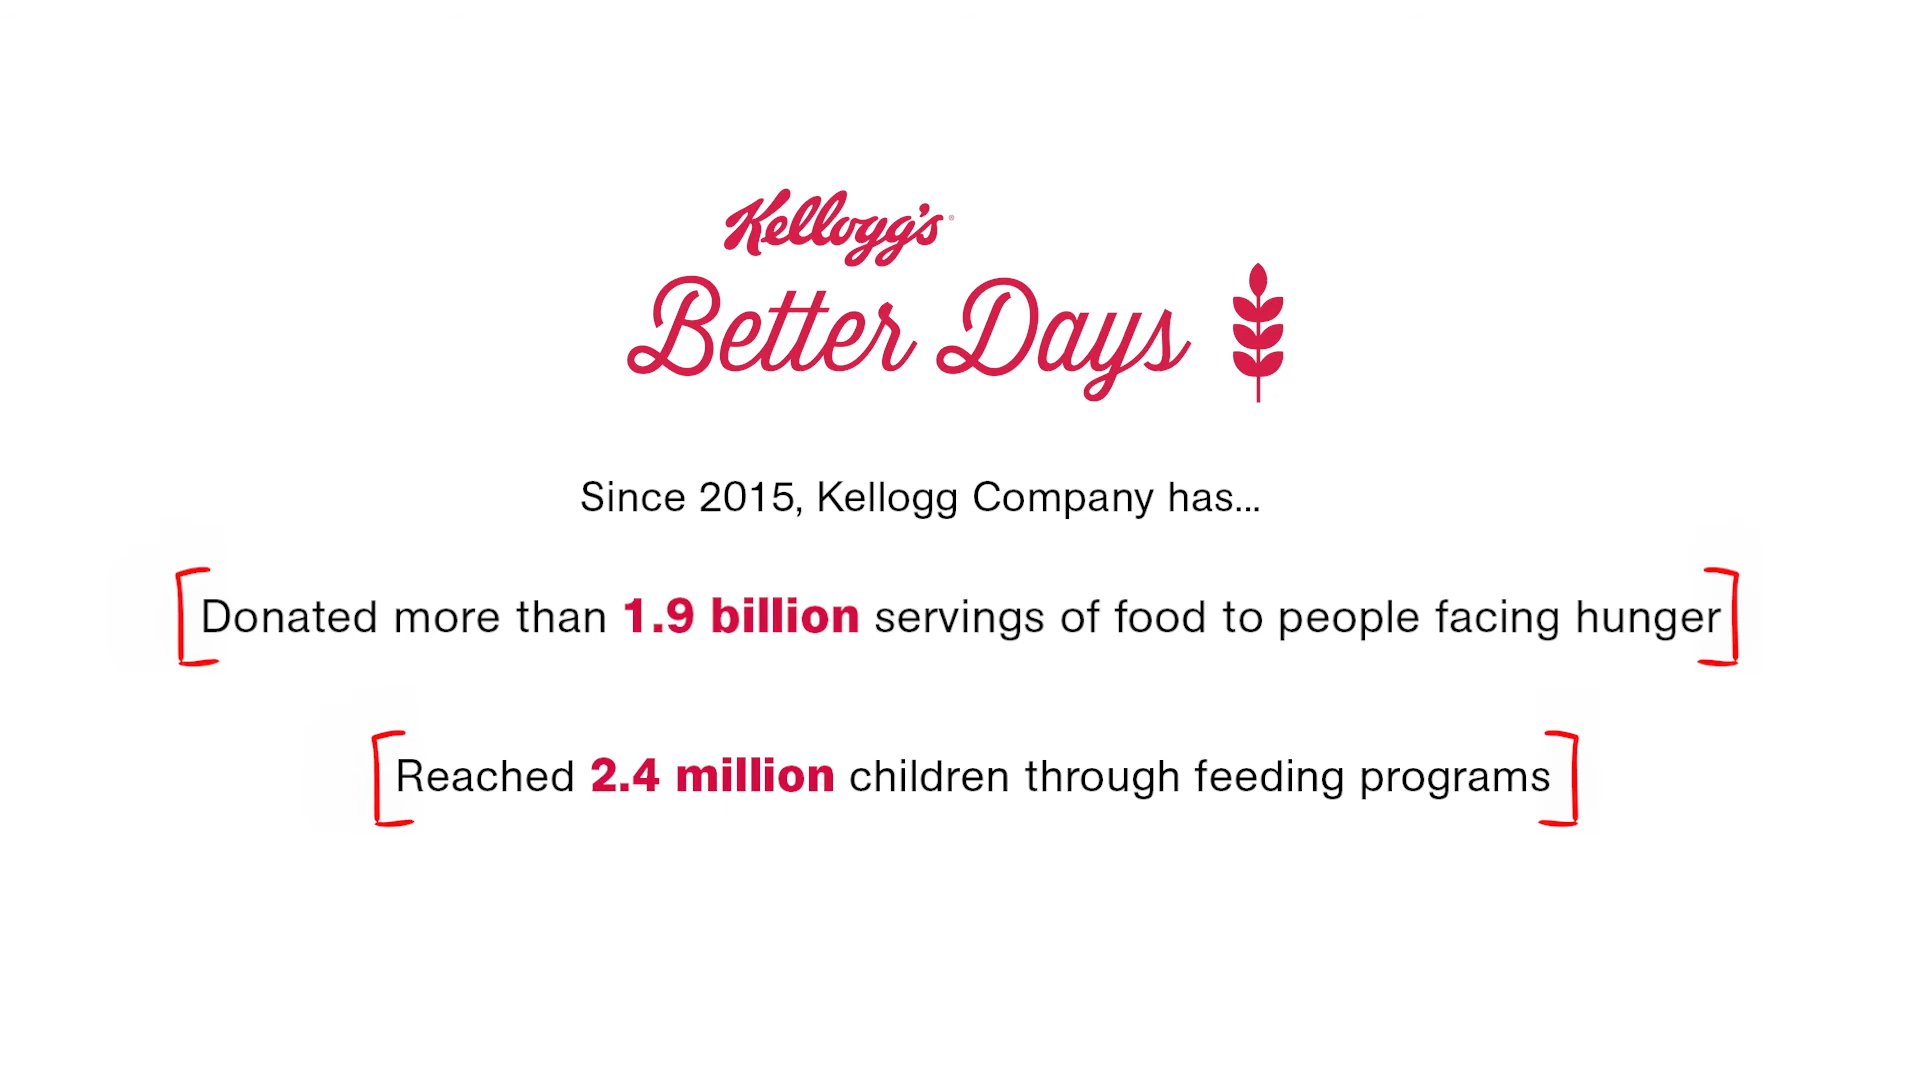 Kellogg's®
Better Days
Since 2015, Kellogg Company has...
Donated more than 1.9 billion servings of food to people facing hunger
Reached 2.4 million children through feeding programs